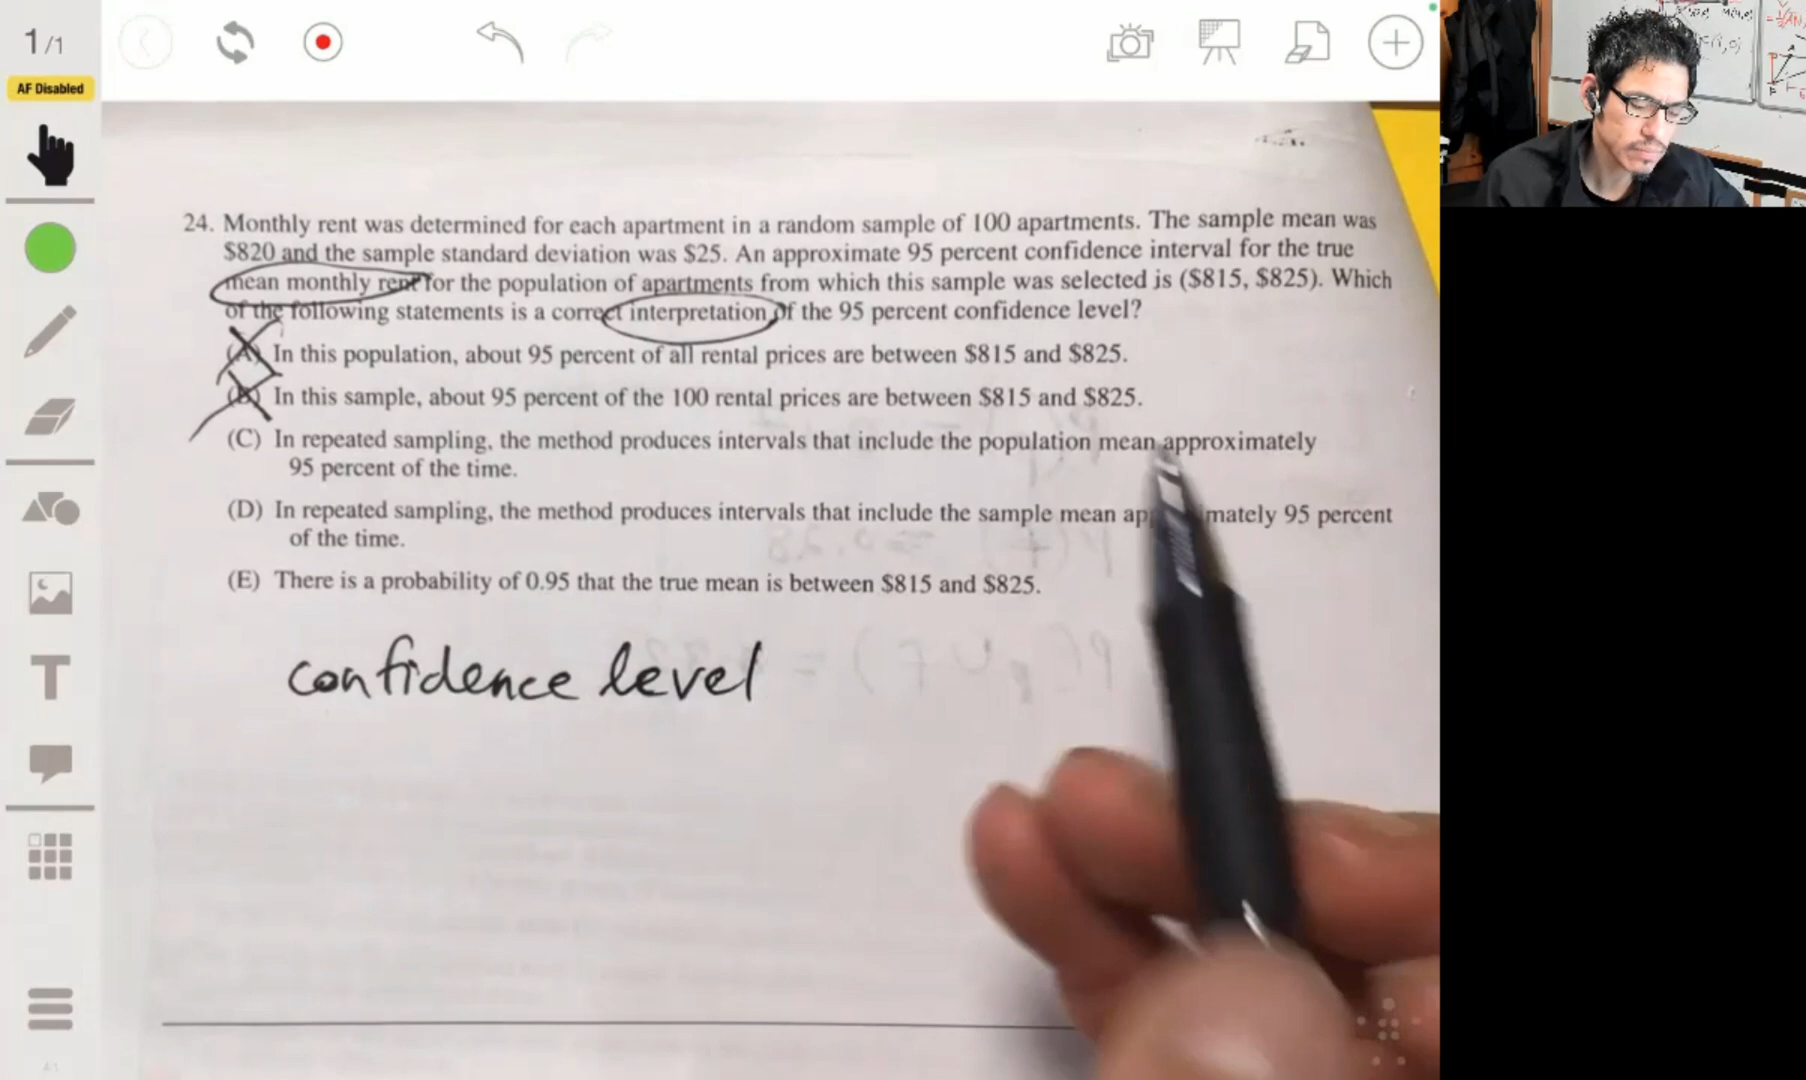 1/1
AF Disabled
24. Monthly rent was determined for each apartment in a random sample of 100 apartments. The sample mean was
$820 and the sample standard deviation was $25. An approximate 95 percent confidence interval for the true
mean monthly rent for the population of apartments from which this sample was selected is ($815, $825). Which
of the following statements is a correct interpretation of the 95 percent confidence level?
(A) In this population, about 95 percent of all rental prices are between $815 and $825.
(B) In this sample, about 95 percent of the 100 rental prices are between $815 and $825.
(C) In repeated sampling, the method produces intervals that include the population mean approximately
95 percent of the time.
(D) In repeated sampling, the method produces intervals that include the sample mean mately 95 percent
of the time.
(E) There is a probability of 0.95 that the true mean is between $815 and $825.
confidence level
T